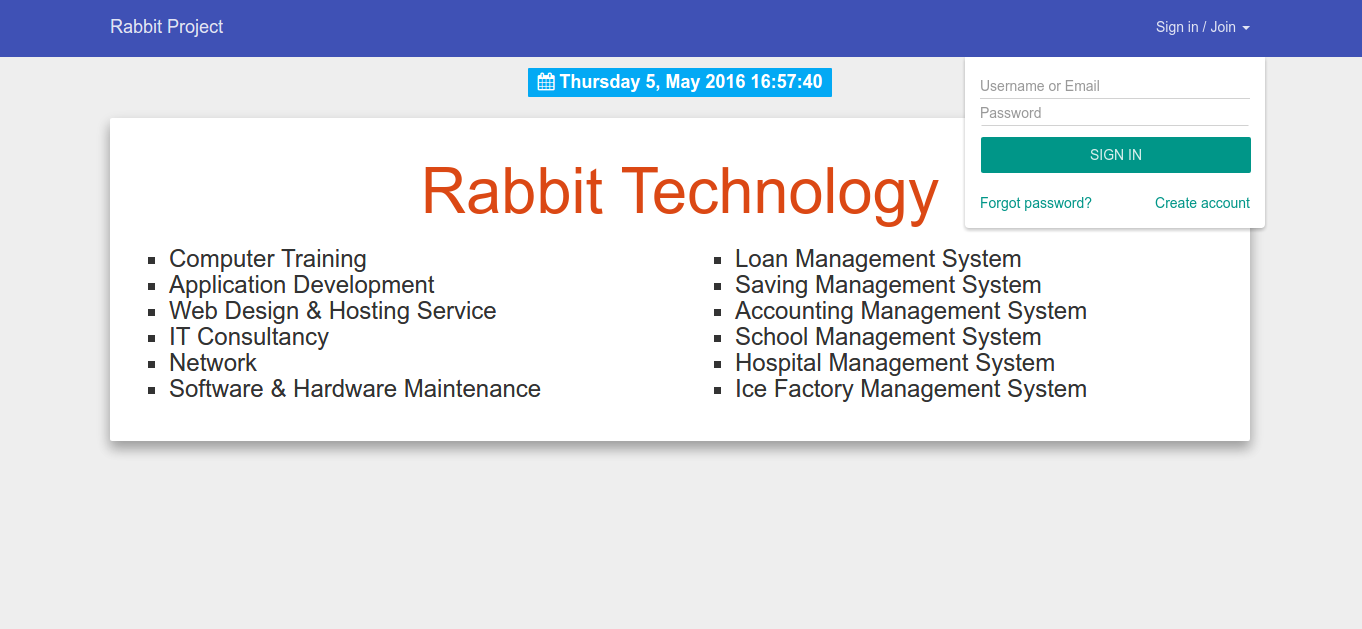 Rabbit Project
Sign in / Join
Thursday 5, May 2016 16:57:40
Username or Email
Password
SIGN IN
Forgot password?
Create account
Rabbit Technology
Computer Training
Application Development
Web Design & Hosting Service
IT Consultancy
Network
Software & Hardware Maintenance
Loan Management System
Saving Management System
Accounting Management System
School Management System
Hospital Management System
Ice Factory Management System